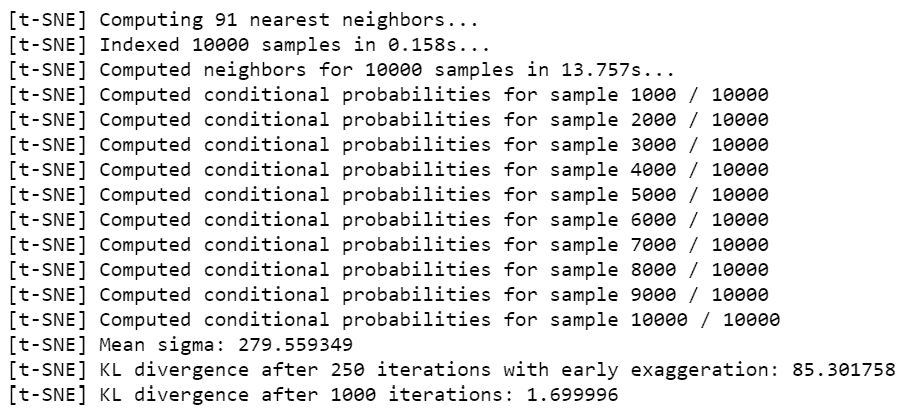 [t-SNE] Computing 91 nearest neighbors...
[t-SNE] Indexed 10000 samples in 0.158s...
[t-SNE] Computed neighbors for 10000 samples in 13.757s...
[t-SNE] Computed conditional probabilities for sample 1000 / 10000
[t-SNE] Computed conditional probabilities for sample 2000 / 10000
[t-SNE] Computed conditional probabilities for sample 3000 / 10000
[t-SNE] Computed conditional probabilities for sample 4000 / 10000
[t-SNE] Computed conditional probabilities for sample 5000 / 10000
[t-SNE] Computed conditional probabilities for sample 6000 / 10000
[t-SNE] Computed conditional probabilities for sample 7000 / 10000
[t-SNE] Computed conditional probabilities for sample 8000 / 10000
[t-SNE] Computed conditional probabilities for sample 9000 / 10000
[t-SNE] Computed conditional probabilities for sample 10000 / 10000
[t-SNE] Mean sigma: 279.559349
[t-SNE] KL divergence after 250 iterations with early exaggeration: 85.301758
[t-SNE] KL divergence after 1000 iterations: 1.699996